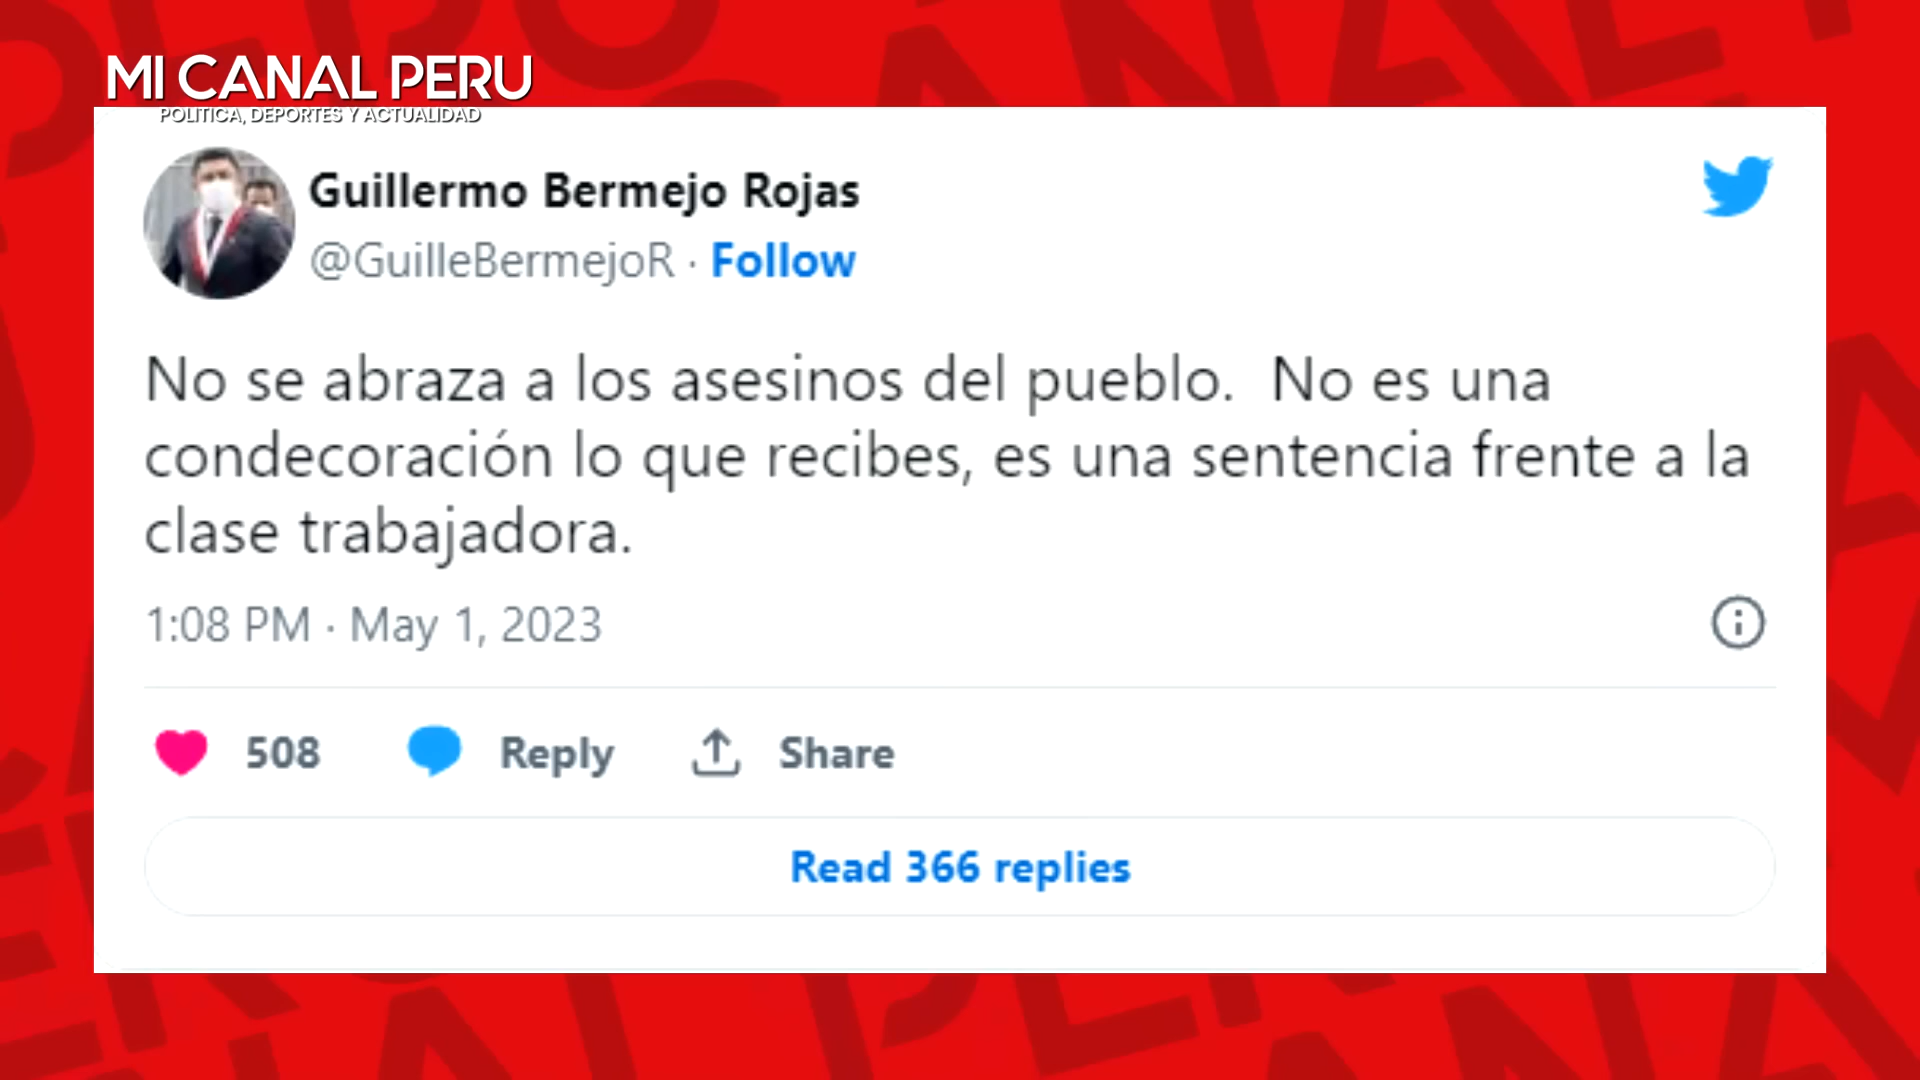 MI CANAL PERU
POLITICA, DEPORTES Y ACTUALIDAD
Guillermo Bermejo Rojas
@GuilleBermejoR · Follow
No se abraza a los asesinos del pueblo.  No es una
condecoración lo que recibes, es una sentencia frente a la
clase trabajadora.
1:08 PM · May 1, 2023
508 Reply Share
Read 366 replies